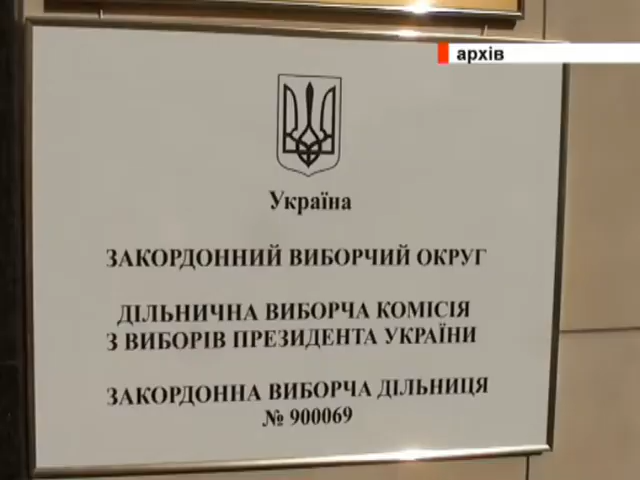 архів
Україна
ЗАКОРДОННИЙ ВИБОРЧИЙ ОКРУГ
ДІЛЬНИЧНА ВИБОРЧА КОМІСІЯ
З ВИБОРІВ ПРЕЗИДЕНТА УКРАЇНИ
ЗАКОРДОННА ВИБОРЧА ДІЛЬНИЦЯ
№ 900069